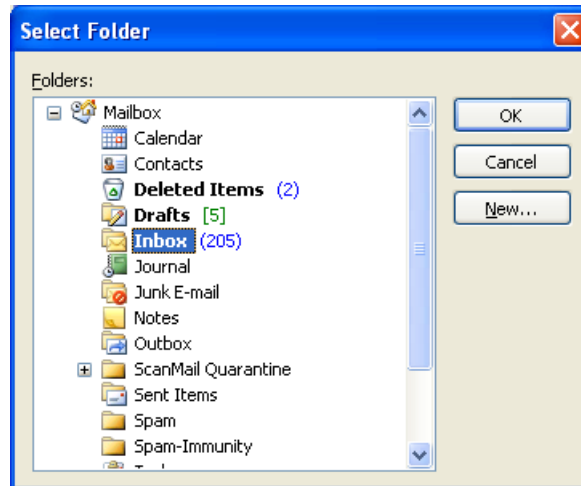 Select Folder
Folders:
Mailbox
Calendar
Contacts
Deleted Items (2)
Drafts [5]
Inbox (205)
Journal
Junk E-mail
Notes
Outbox
ScanMail Quarantine
Sent Items
Spam
Spam-Immunity
OK
Cancel
New...